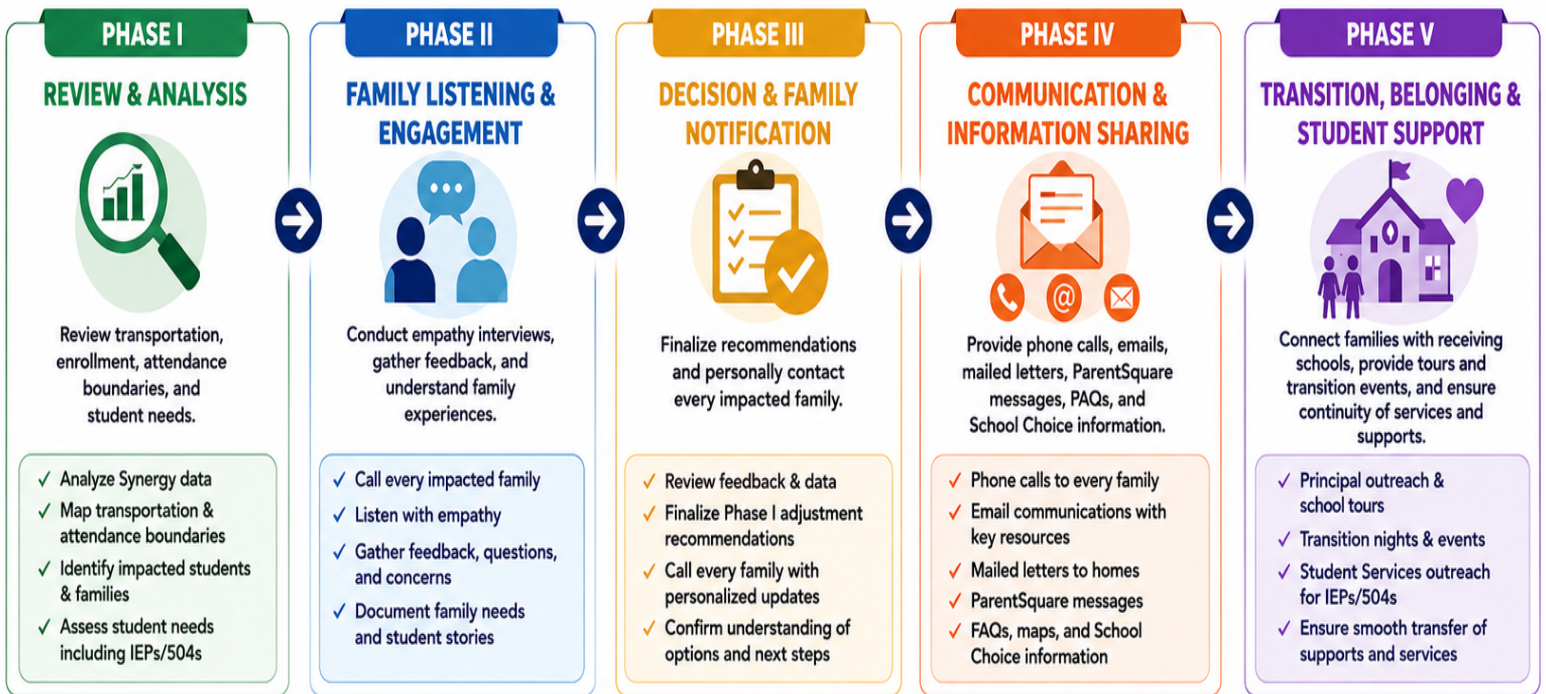 PHASE I
REVIEW & ANALYSIS
Review transportation,
enrollment, attendance
boundaries, and
student needs.
✓ Analyze Synergy data
✓ Map transportation &
attendance boundaries
✓ Identify impacted students
& families
✓ Assess student needs
including IEPs/504s
PHASE II
FAMILY LISTENING &
ENGAGEMENT
Conduct empathy interviews,
gather feedback, and
understand family
experiences.
✓ Call every impacted family
✓ Listen with empathy
✓ Gather feedback, questions,
and concerns
✓ Document family needs
and student stories
PHASE III
DECISION & FAMILY
NOTIFICATION
Finalize recommendations
and personally contact
every impacted family.
✓ Review feedback & data
✓ Finalize Phase I adjustment
recommendations
✓ Call every family with
personalized updates
✓ Confirm understanding of
options and next steps
PHASE IV
COMMUNICATION &
INFORMATION SHARING
@
Provide phone calls, emails,
mailed letters, ParentSquare
messages, PAQs, and
School Choice information.
✓ Phone calls to every family
✓ Email communications with
key resources
✓ Mailed letters to homes
✓ ParentSquare messages
✓ FAQs, maps, and School
Choice information
PHASE V
TRANSITION, BELONGING &
STUDENT SUPPORT
Connect families with receiving
schools, provide tours and
transition events, and ensure
continuity of services and
supports.
✓ Principal outreach &
school tours
✓ Transition nights & events
✓ Student Services outreach
for IEPs/504s
✓ Ensure smooth transfer of
supports and services